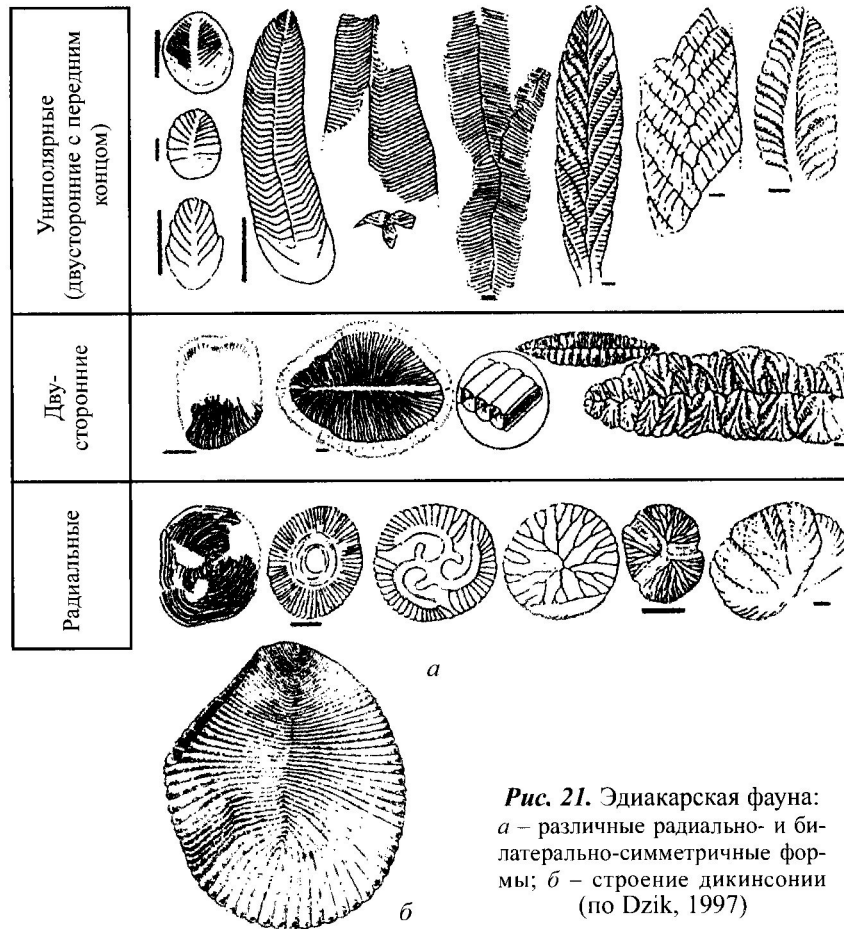 Униполярные
(двусторонние с передним
концом)
Дву-
сторонние
Радиальные
а
б
Рис. 21. Эдиакарская фауна:
а – различные радиально- и би-
латерально-симметричные фор-
мы; б – строение дикинсонии
(по Dzik, 1997)